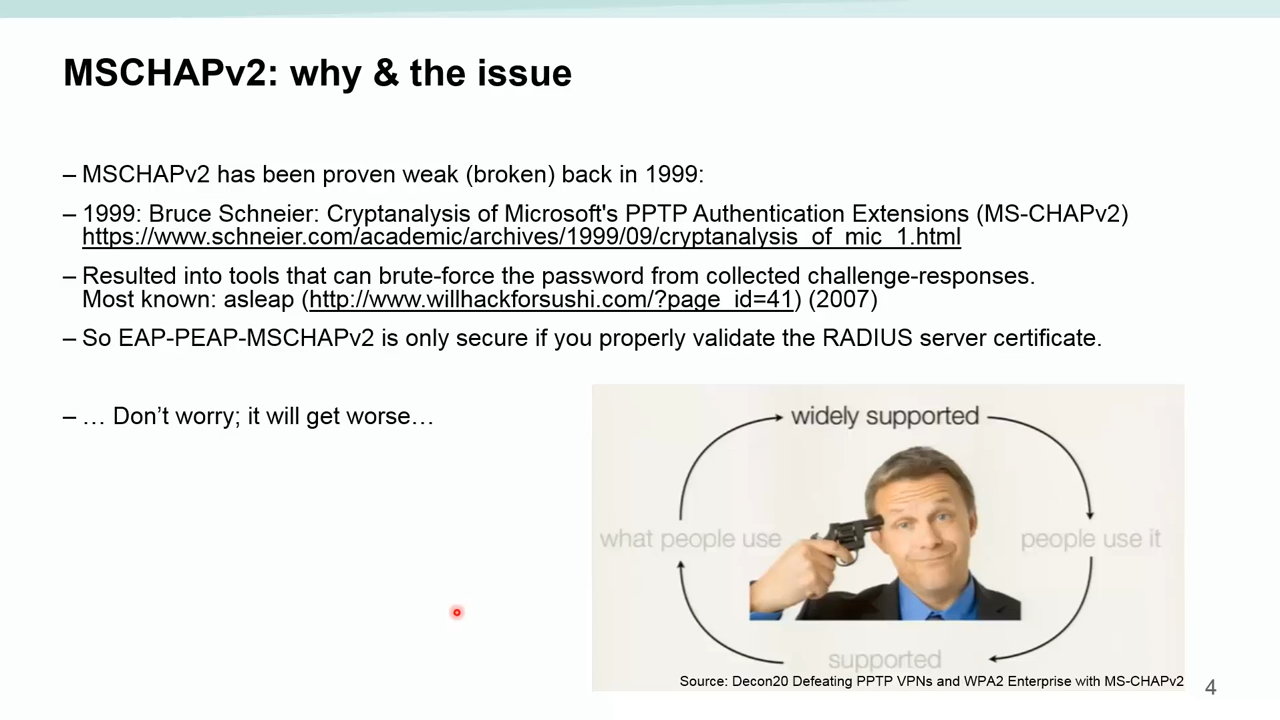 MSCHAPv2: why & the issue
– MSCHAPv2 has been proven weak (broken) back in 1999:
– 1999: Bruce Schneier: Cryptanalysis of Microsoft's PPTP Authentication Extensions (MS-CHAPv2)
https://www.schneier.com/academic/archives/1999/09/cryptanalysis_of_mic_1.html
– Resulted into tools that can brute-force the password from collected challenge-responses.
Most known: asleap (http://www.willhackforsushi.com/?page_id=41) (2007)
– So EAP-PEAP-MSCHAPv2 is only secure if you properly validate the RADIUS server certificate.
– … Don’t worry; it will get worse…
widely supported
what people use
people use it
supported
Source: Decon20 Defeating PPTP VPNs and WPA2 Enterprise with MS-CHAPv2
4